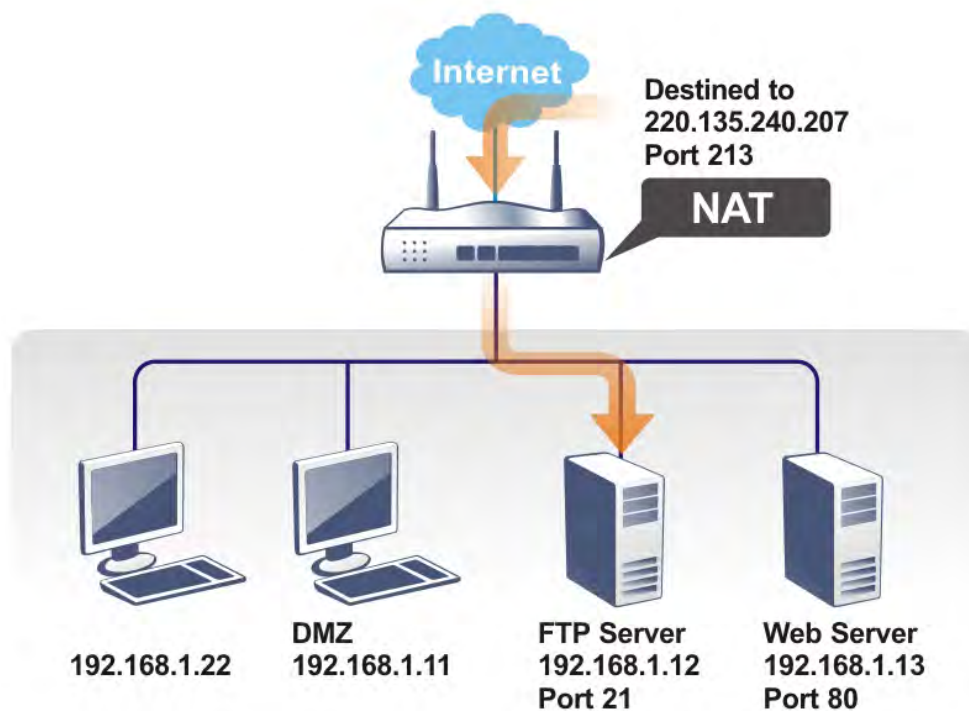 Internet
Destined to
220.135.240.207
Port 213
NAT
192.168.1.22
DMZ
192.168.1.11
FTP Server
192.168.1.12
Port 21
Web Server
192.168.1.13
Port 80